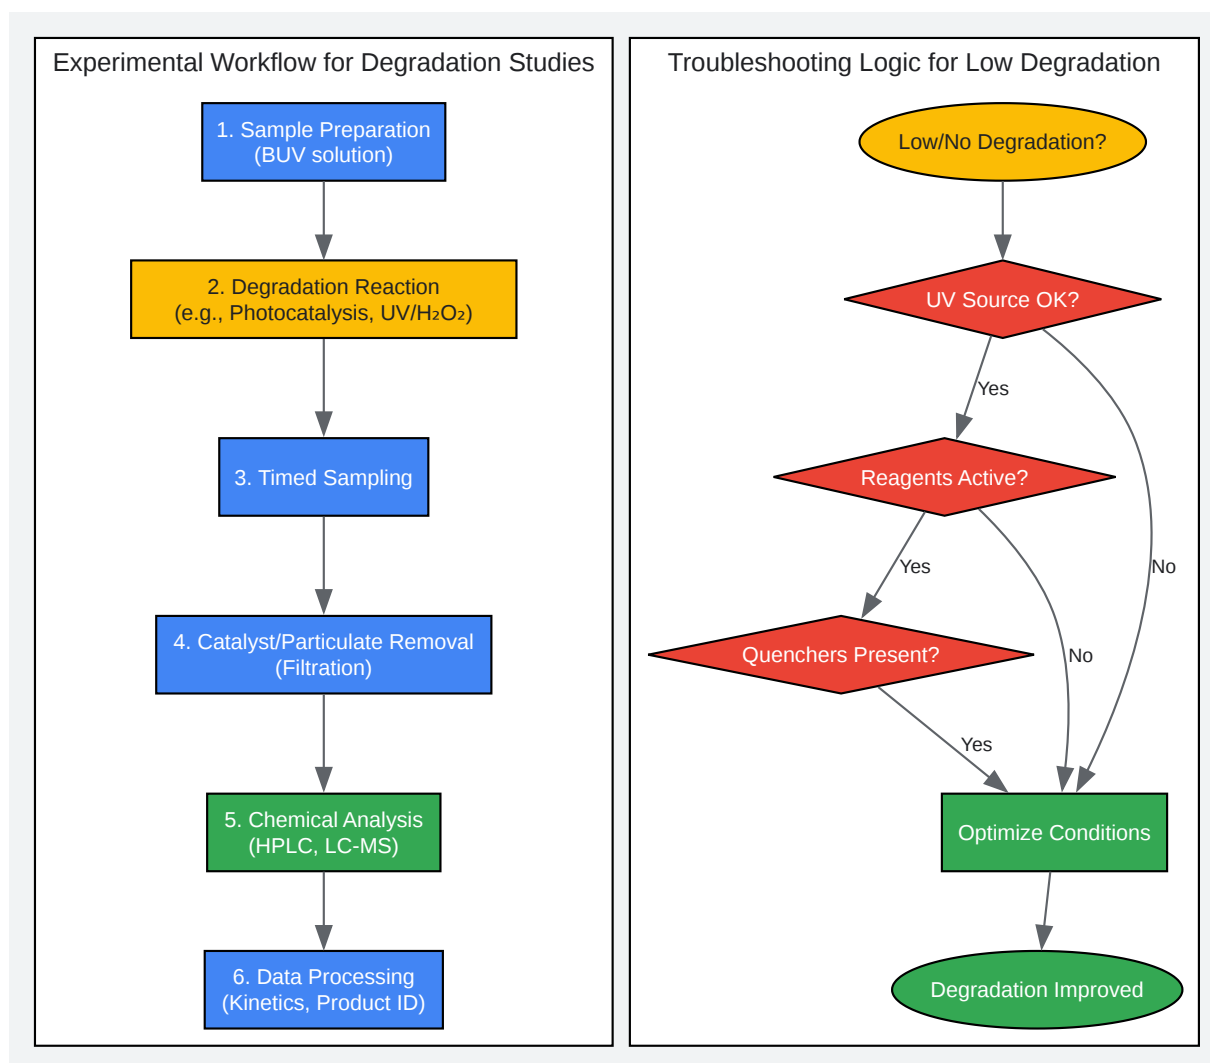 Experimental Workflow for Degradation Studies
1. Sample Preparation
(BUV solution)
2. Degradation Reaction
(e.g., Photocatalysis, UV/H₂O₂)
3. Timed Sampling
4. Catalyst/Particulate Removal
(Filtration)
5. Chemical Analysis
(HPLC, LC-MS)
6. Data Processing
(Kinetics, Product ID)
Troubleshooting Logic for Low Degradation
Low/No Degradation?
UV Source OK?
Yes
Reagents Active?
Yes
No
Quenchers Present?
No
Yes
Optimize Conditions
Degradation Improved